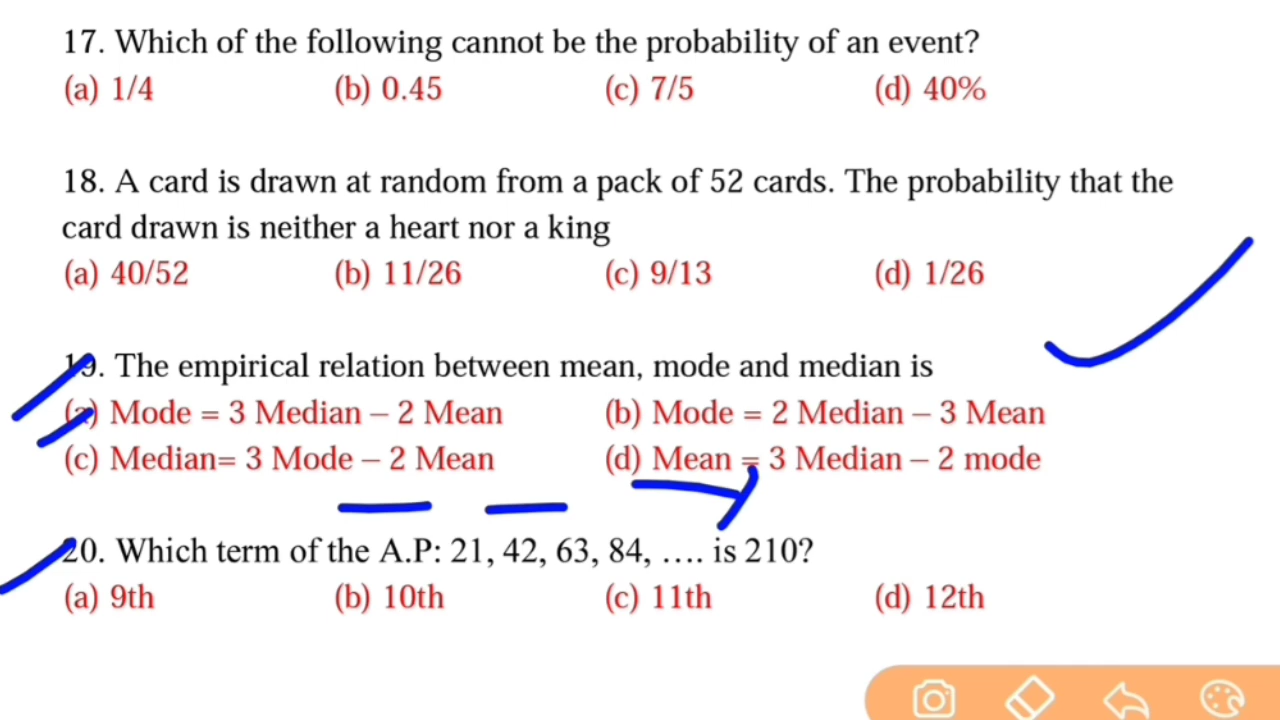 17. Which of the following cannot be the probability of an event?
(a) 1/4 (b) 0.45 (c) 7/5 (d) 40%
18. A card is drawn at random from a pack of 52 cards. The probability that the
card drawn is neither a heart nor a king
(a) 40/52 (b) 11/26 (c) 9/13 (d) 1/26
19. The empirical relation between mean, mode and median is
(a) Mode = 3 Median – 2 Mean (b) Mode = 2 Median – 3 Mean
(c) Median= 3 Mode – 2 Mean (d) Mean = 3 Median – 2 mode
20. Which term of the A.P: 21, 42, 63, 84, …. is 210?
(a) 9th (b) 10th (c) 11th (d) 12th